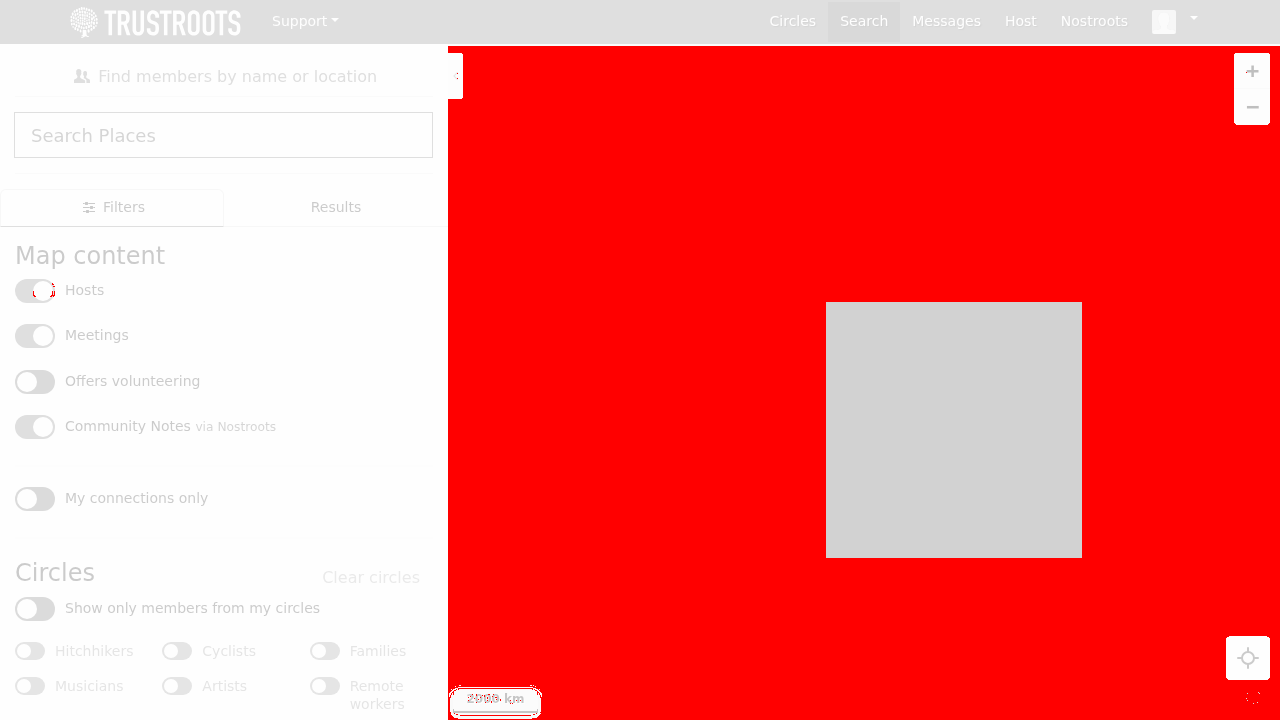 TRUSTROOTS Support Circles Search Messages Host Nostroots
Find members by name or location
Search Places
Filters Results
Map content
Hosts
Meetings
Offers volunteering
Community Notes via Nostroots
My connections only
Circles Clear circles
Show only members from my circles
Hitchhikers Cyclists Families
Musicians Artists Remote
workers
km